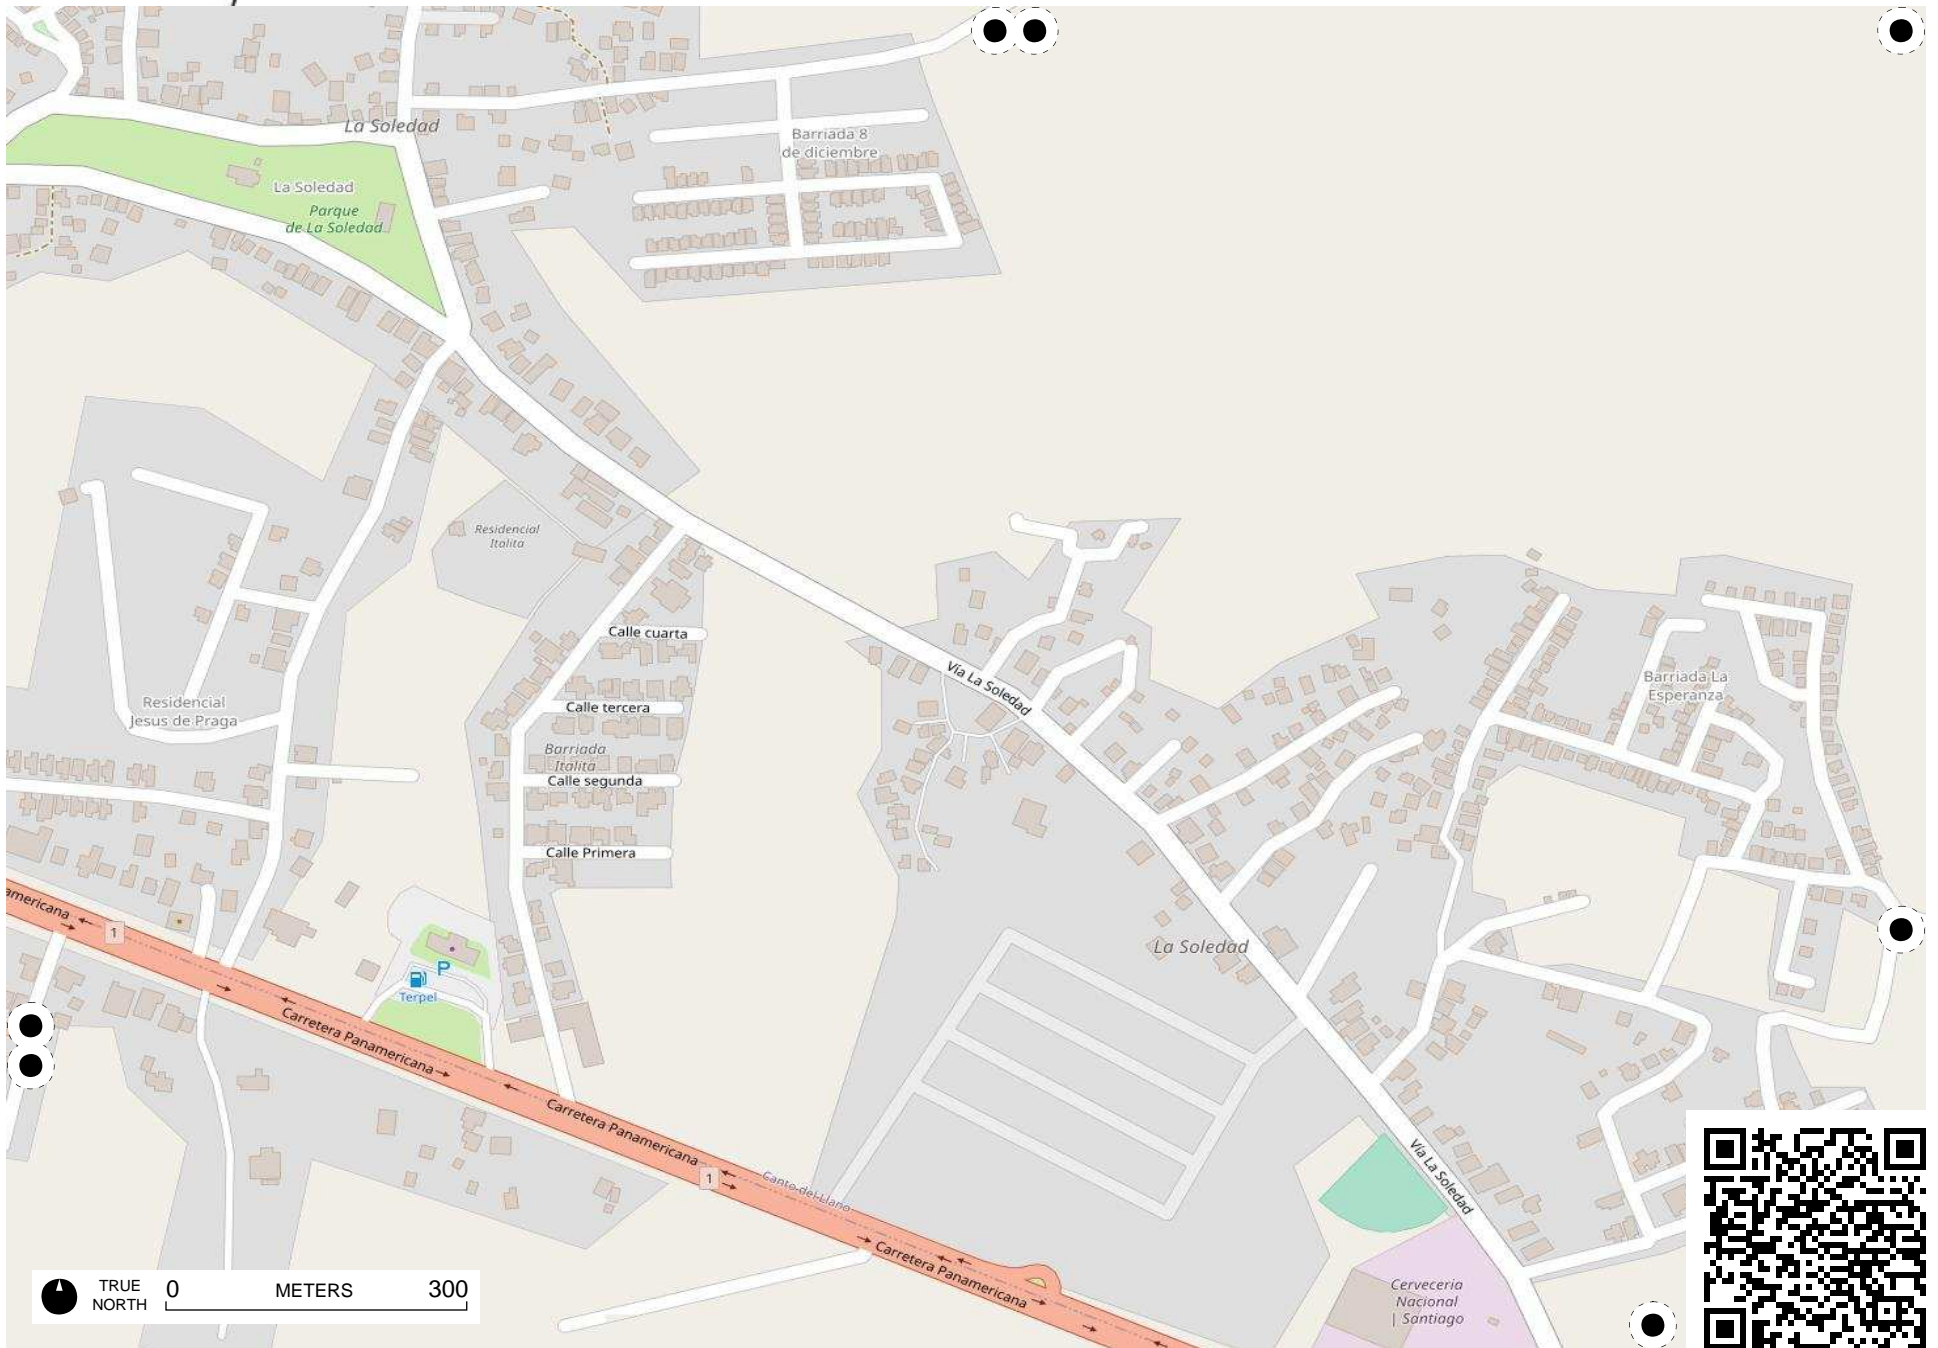 La Soledad
Barriada 8
de diciembre
La Soledad
Parque
de La Soledad
Residencial
Italita
Calle cuarta
Vía La Soledad
Residencial
Jesus de Praga
Calle tercera
Barriada La
Esperanza
Barriada
Italita
Calle segunda
Calle Primera
americana
1
La Soledad
P
Terpel
Carretera Panamericana
Carretera Panamericana
1
Canto del Llano
Vía La Soledad
Carretera Panamericana
Cerveceria
Nacional
| Santiago
TRUE
NORTH
0 METERS 300